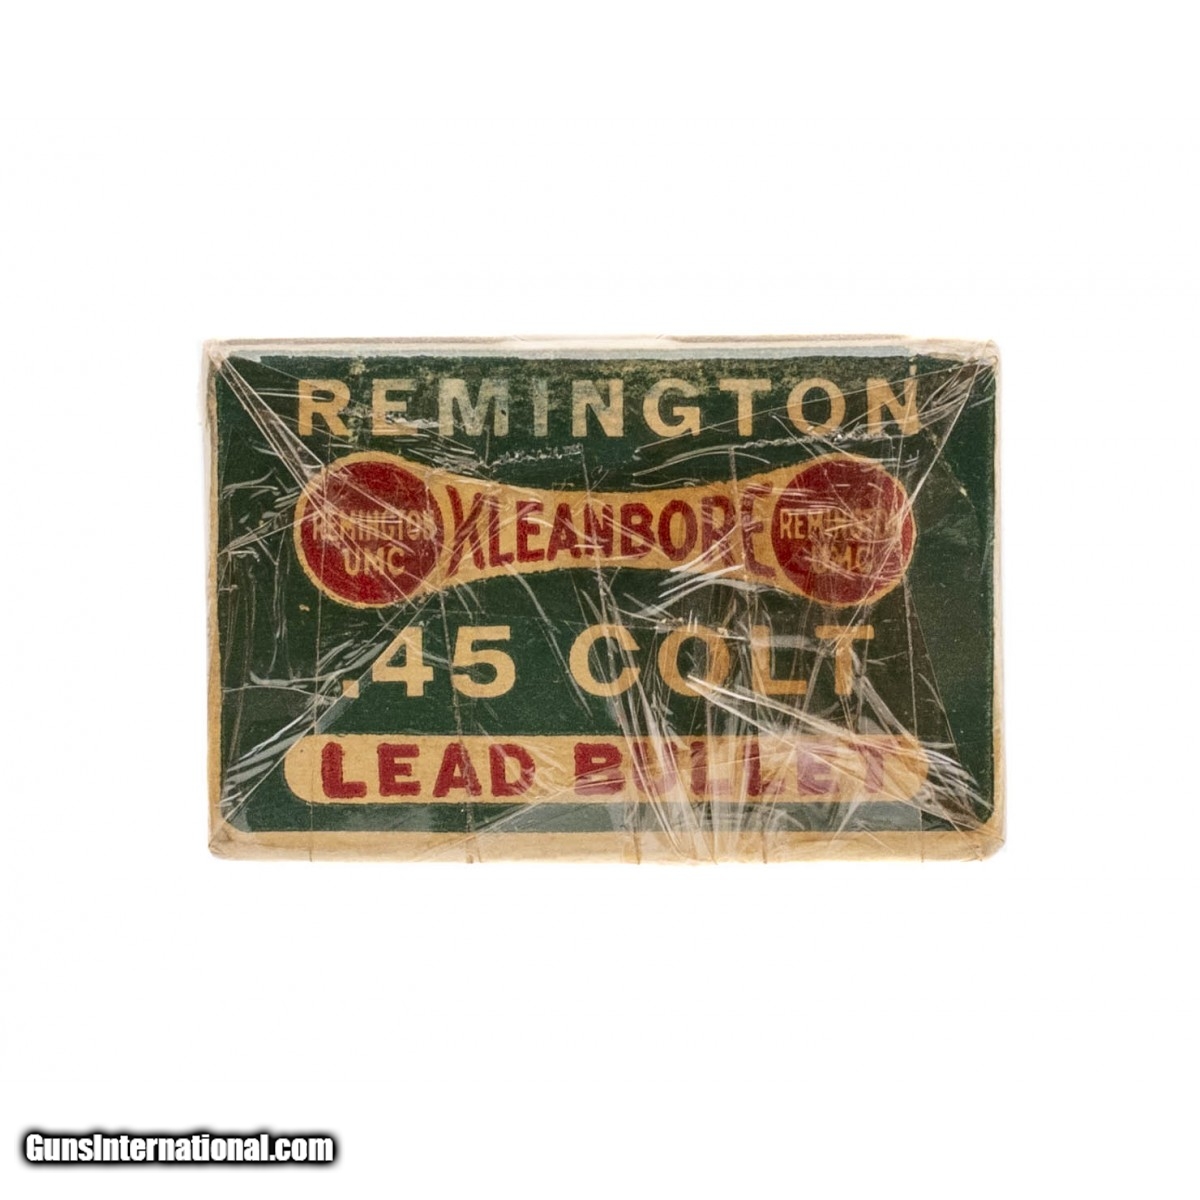 REMINGTON
REMINGTON UMC KLEANBORE REMINGTON UMC
.45 COLT
LEAD BULLET
GunsInternational.com